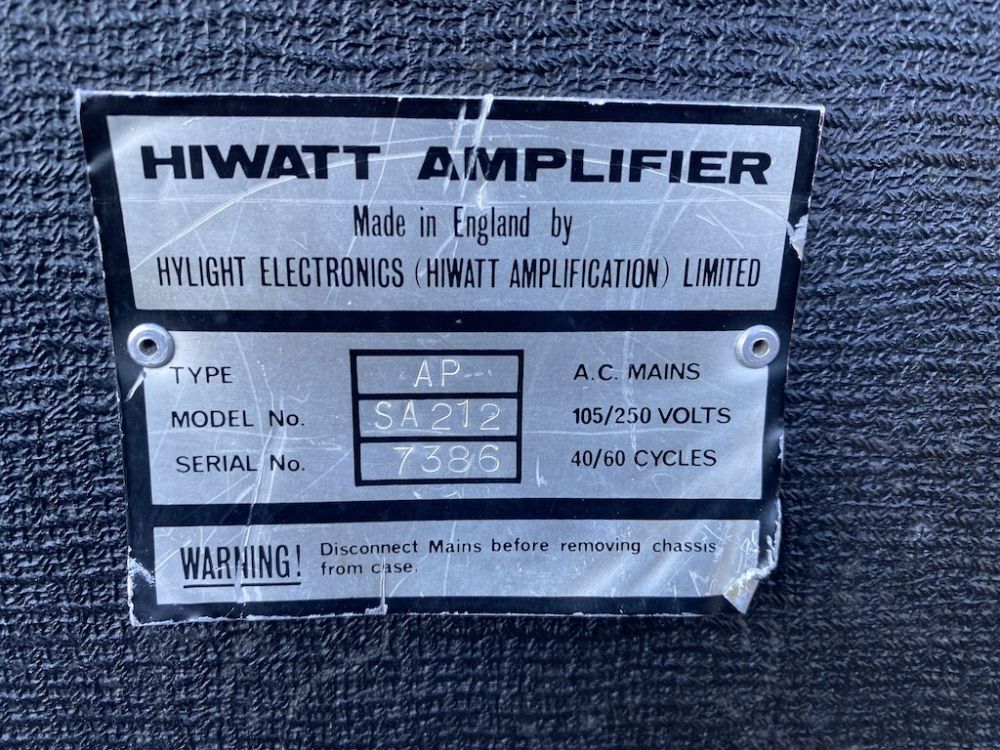 HIWATT AMPLIFIER
Made in England by
HYLIGHT ELECTRONICS (HIWATT AMPLIFICATION) LIMITED
TYPE AP A.C. MAINS
MODEL No. SA212 105/250 VOLTS
SERIAL No. 7386 40/60 CYCLES
WARNING! Disconnect Mains before removing chassis
from case.